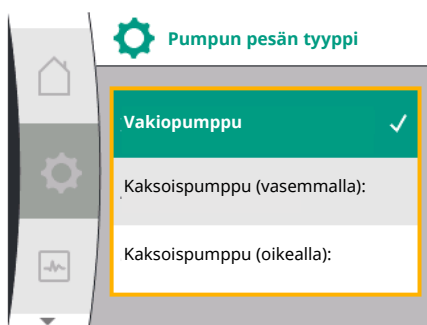 Pumpun pesän tyyppi
Vakiopumppu
Kaksoispumppu (vasemmalla):
Kaksoispumppu (oikealla):